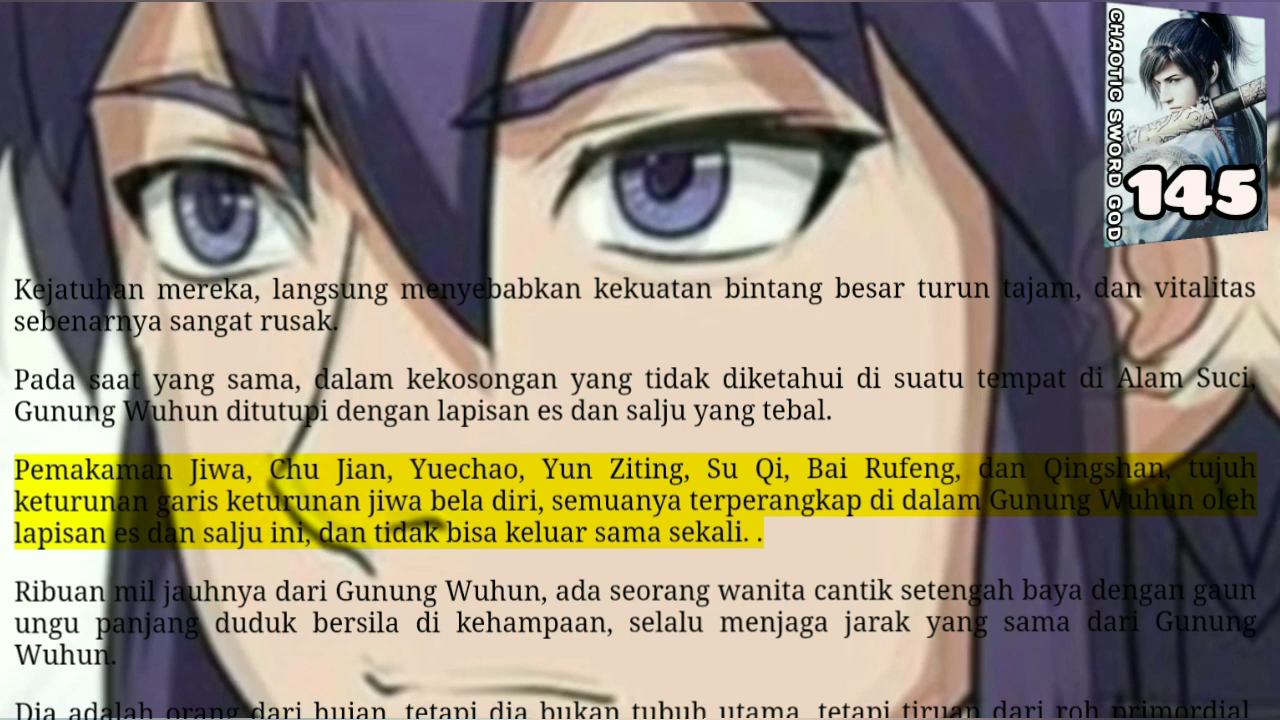 CHAOTIC SWORD GOD
145
Kejatuhan mereka, langsung menyebabkan kekuatan bintang besar turun tajam, dan vitalitas
sebenarnya sangat rusak.
Pada saat yang sama, dalam kekosongan yang tidak diketahui di suatu tempat di Alam Suci,
Gunung Wuhun ditutupi dengan lapisan es dan salju yang tebal.
Pemakaman Jiwa, Chu Jian, Yuechao, Yun Ziting, Su Qi, Bai Rufeng, dan Qingshan, tujuh
keturunan garis keturunan jiwa bela diri, semuanya terperangkap di dalam Gunung Wuhun oleh
lapisan es dan salju ini, dan tidak bisa keluar sama sekali. .
Ribuan mil jauhnya dari Gunung Wuhun, ada seorang wanita cantik setengah baya dengan gaun
ungu panjang duduk bersila di kehampaan, selalu menjaga jarak yang sama dari Gunung
Wuhun.
Dia adalah orang dari hujan, tetapi dia bukan tubuh utama, tetapi tiruan dari roh primordial.